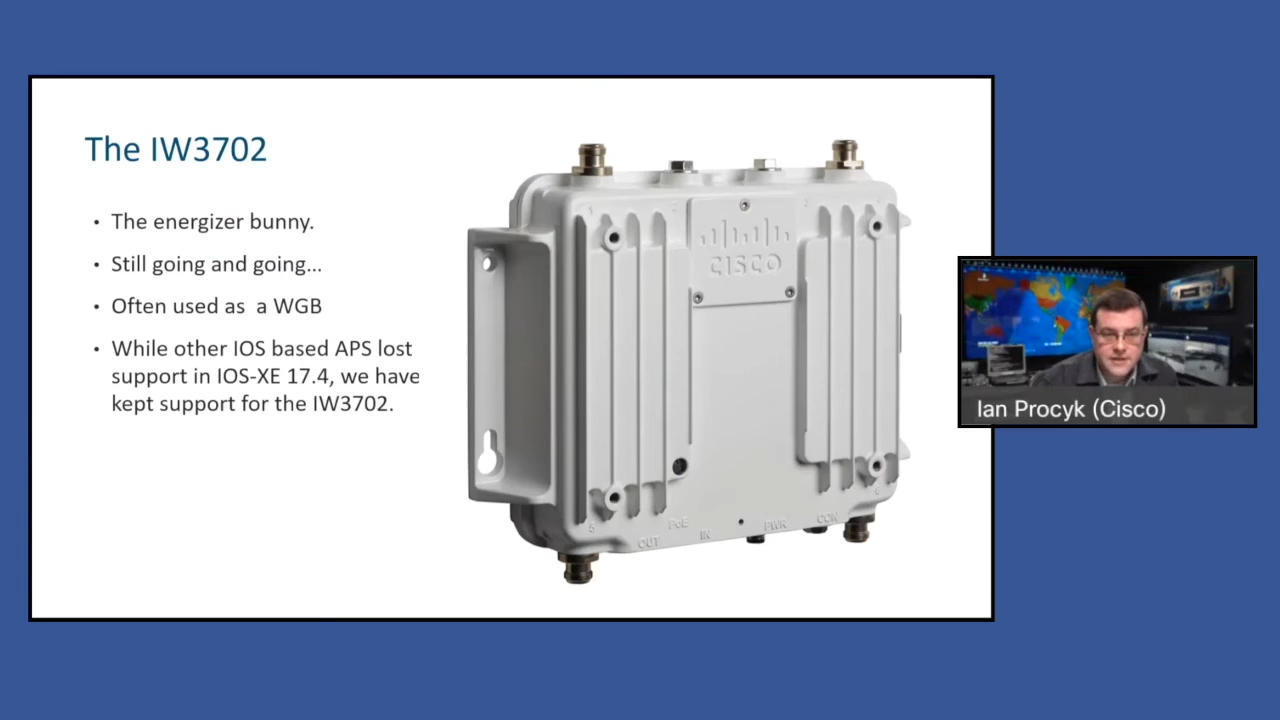 The IW3702
• The energizer bunny.
• Still going and going...
• Often used as  a WGB
• While other IOS based APS lost
support in IOS-XE 17.4, we have
kept support for the IW3702.
CISCO
PoE
OUT
IN
PWR
CON
Ian Procyk (Cisco)